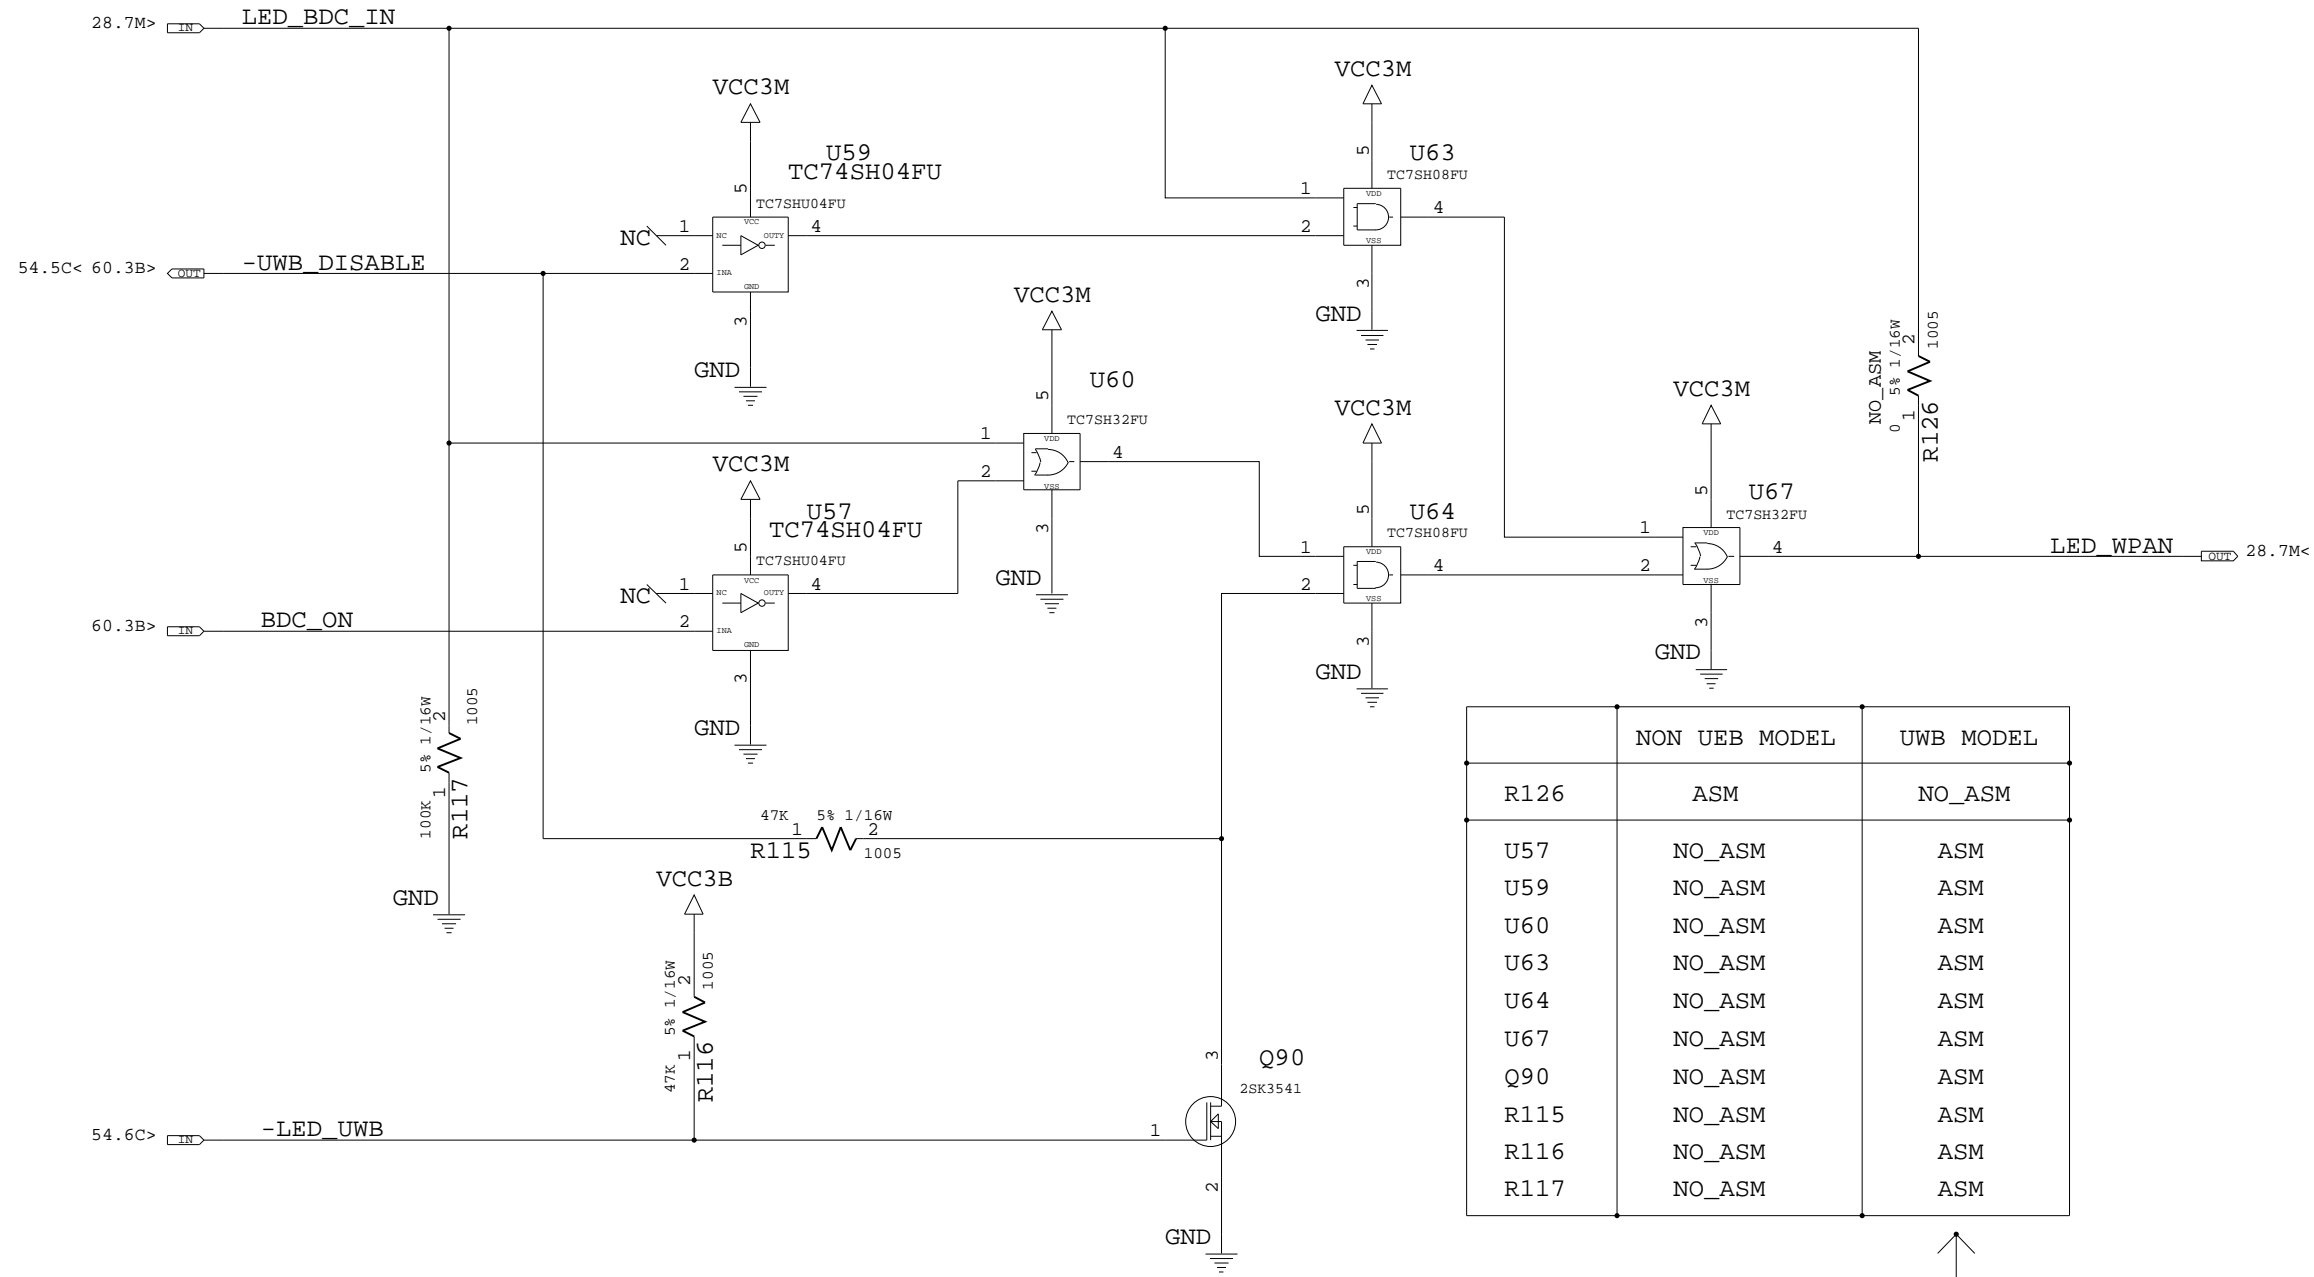 LED_BDC_IN
28.7M> IN
VCC3M
VCC3M
U59
TC74SH04FU
TC7SHU04FU
5
VCC
NC 1 NC OUTY 4
54.5C< 60.3B> OUT -UWB_DISABLE 2 INA
GND
3
GND
5
U63
TC7SH08FU
1 VDD
4
2
VSS
3
GND
VCC3M
U60
TC7SH32FU
5
1 VDD
4
2
VSS
3
GND
VCC3M
U57
TC74SH04FU
TC7SHU04FU
5
VCC
NC 1 NC OUTY 4
60.3B> IN BDC_ON 2 INA
GND
3
GND
VCC3M
U64
TC7SH08FU
5
1 VDD
4
2
VSS
3
GND
NO_ASM
0 5% 1/16W
1 2
1005
R126
VCC3M
U67
TC7SH32FU
5
1 VDD
4
2
VSS
3
GND
LED_WPAN
OUT 28.7M<
100K 5% 1/16W
1 2
1005
R117
GND
47K 5% 1/16W
1 2
R115 1005
VCC3B
47K 5% 1/16W
1 2
1005
R116
54.6C> IN -LED_UWB
1
3
Q90
2SK3541
2
GND
NON UEB MODEL UWB MODEL
R126 ASM NO_ASM
U57 NO_ASM ASM
U59 NO_ASM ASM
U60 NO_ASM ASM
U63 NO_ASM ASM
U64 NO_ASM ASM
U67 NO_ASM ASM
Q90 NO_ASM ASM
R115 NO_ASM ASM
R116 NO_ASM ASM
R117 NO_ASM ASM